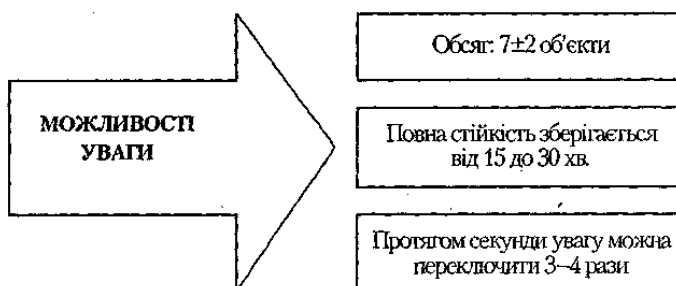 МОЖЛИВОСТІ
УВАГИ
Обсяг: 7±2 об'єкти
Повна стійкість зберігається
від 15 до 30 хв.
Протягом секунди увагу можна
переключити 3–4 рази